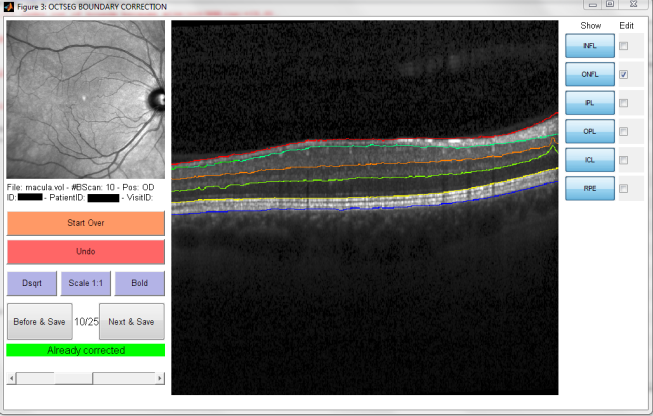 Figure 3: OCTSEG BOUNDARY CORRECTION
Show Edit
INFL
ONFL
IPL
OPL
ICL
RPE
File: macula.vol - #BScan: 10 - Pos: OD
ID: - PatientID: - VisitID:
Start Over
Undo
Dsqrt Scale 1:1 Bold
Before & Save 10/25 Next & Save
Already corrected